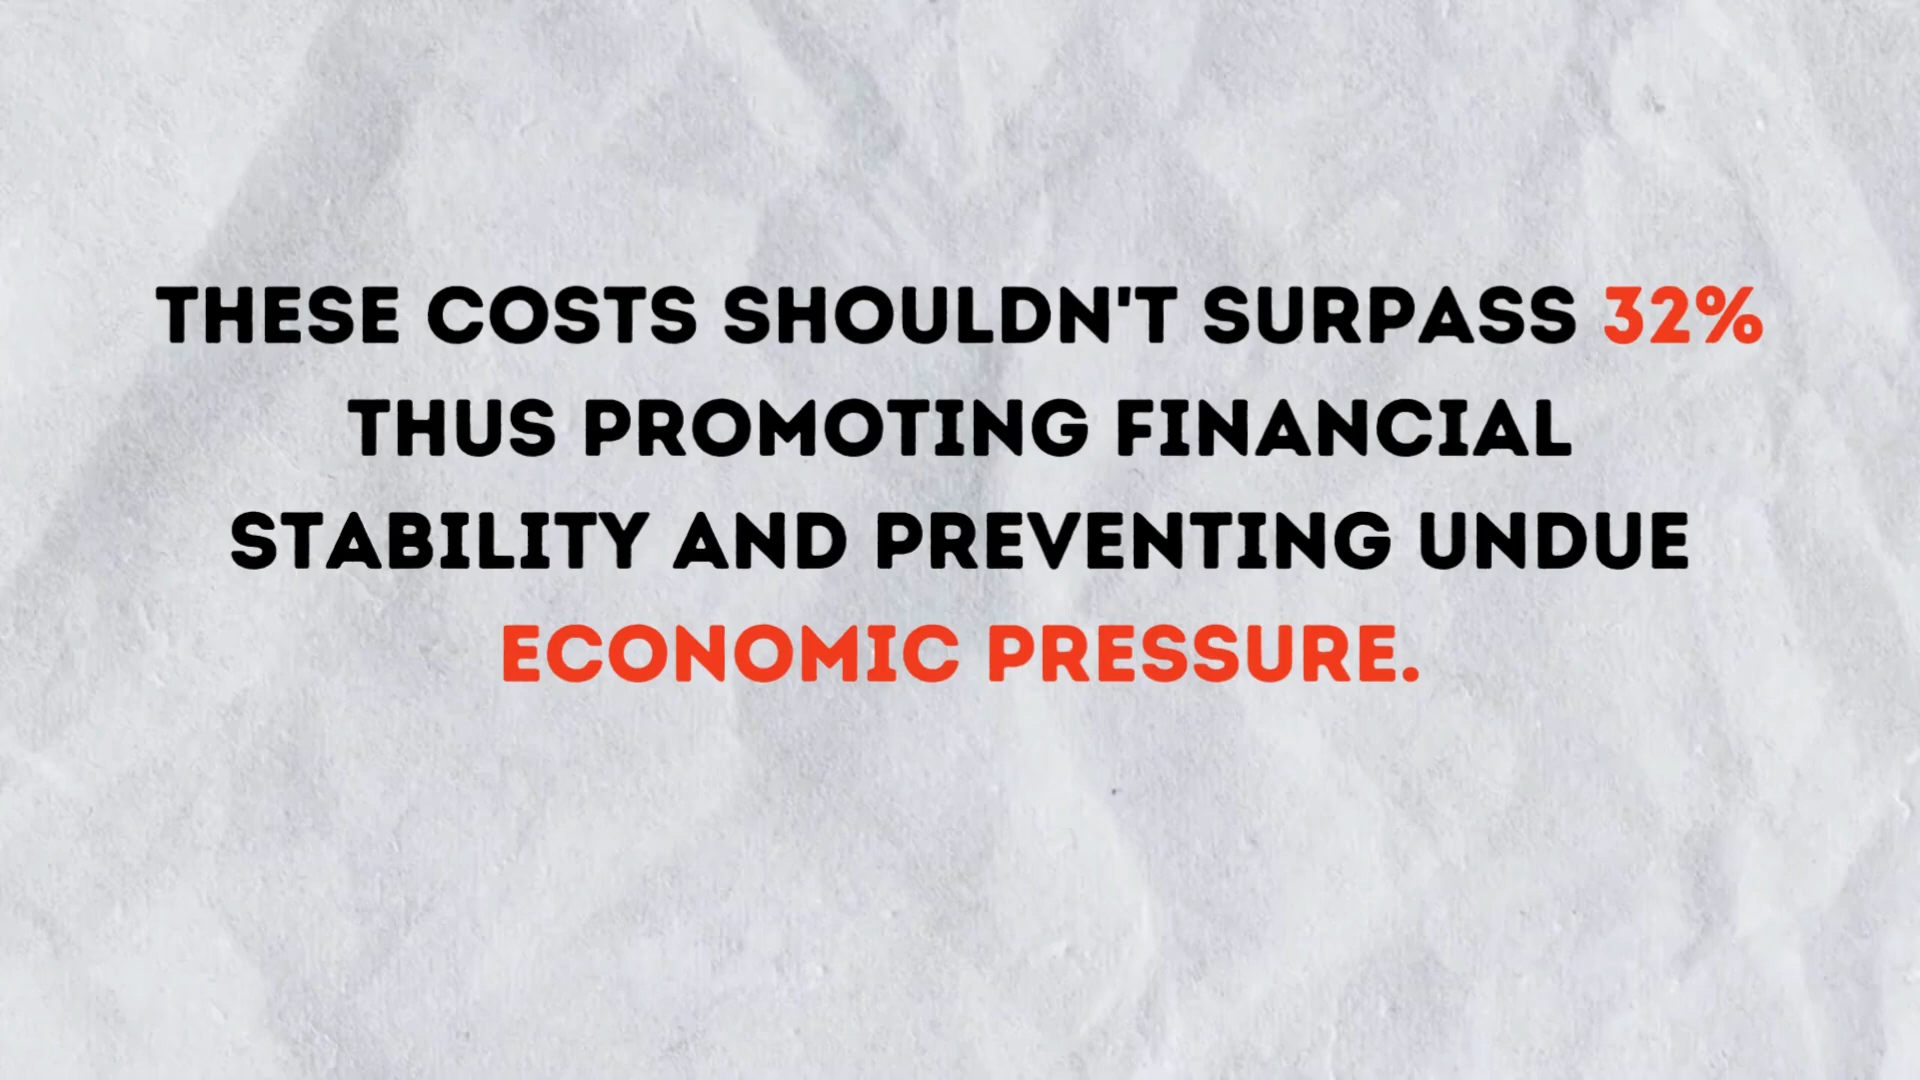 THESE COSTS SHOULDN'T SURPASS 32%
THUS PROMOTING FINANCIAL
STABILITY AND PREVENTING UNDUE
ECONOMIC PRESSURE.